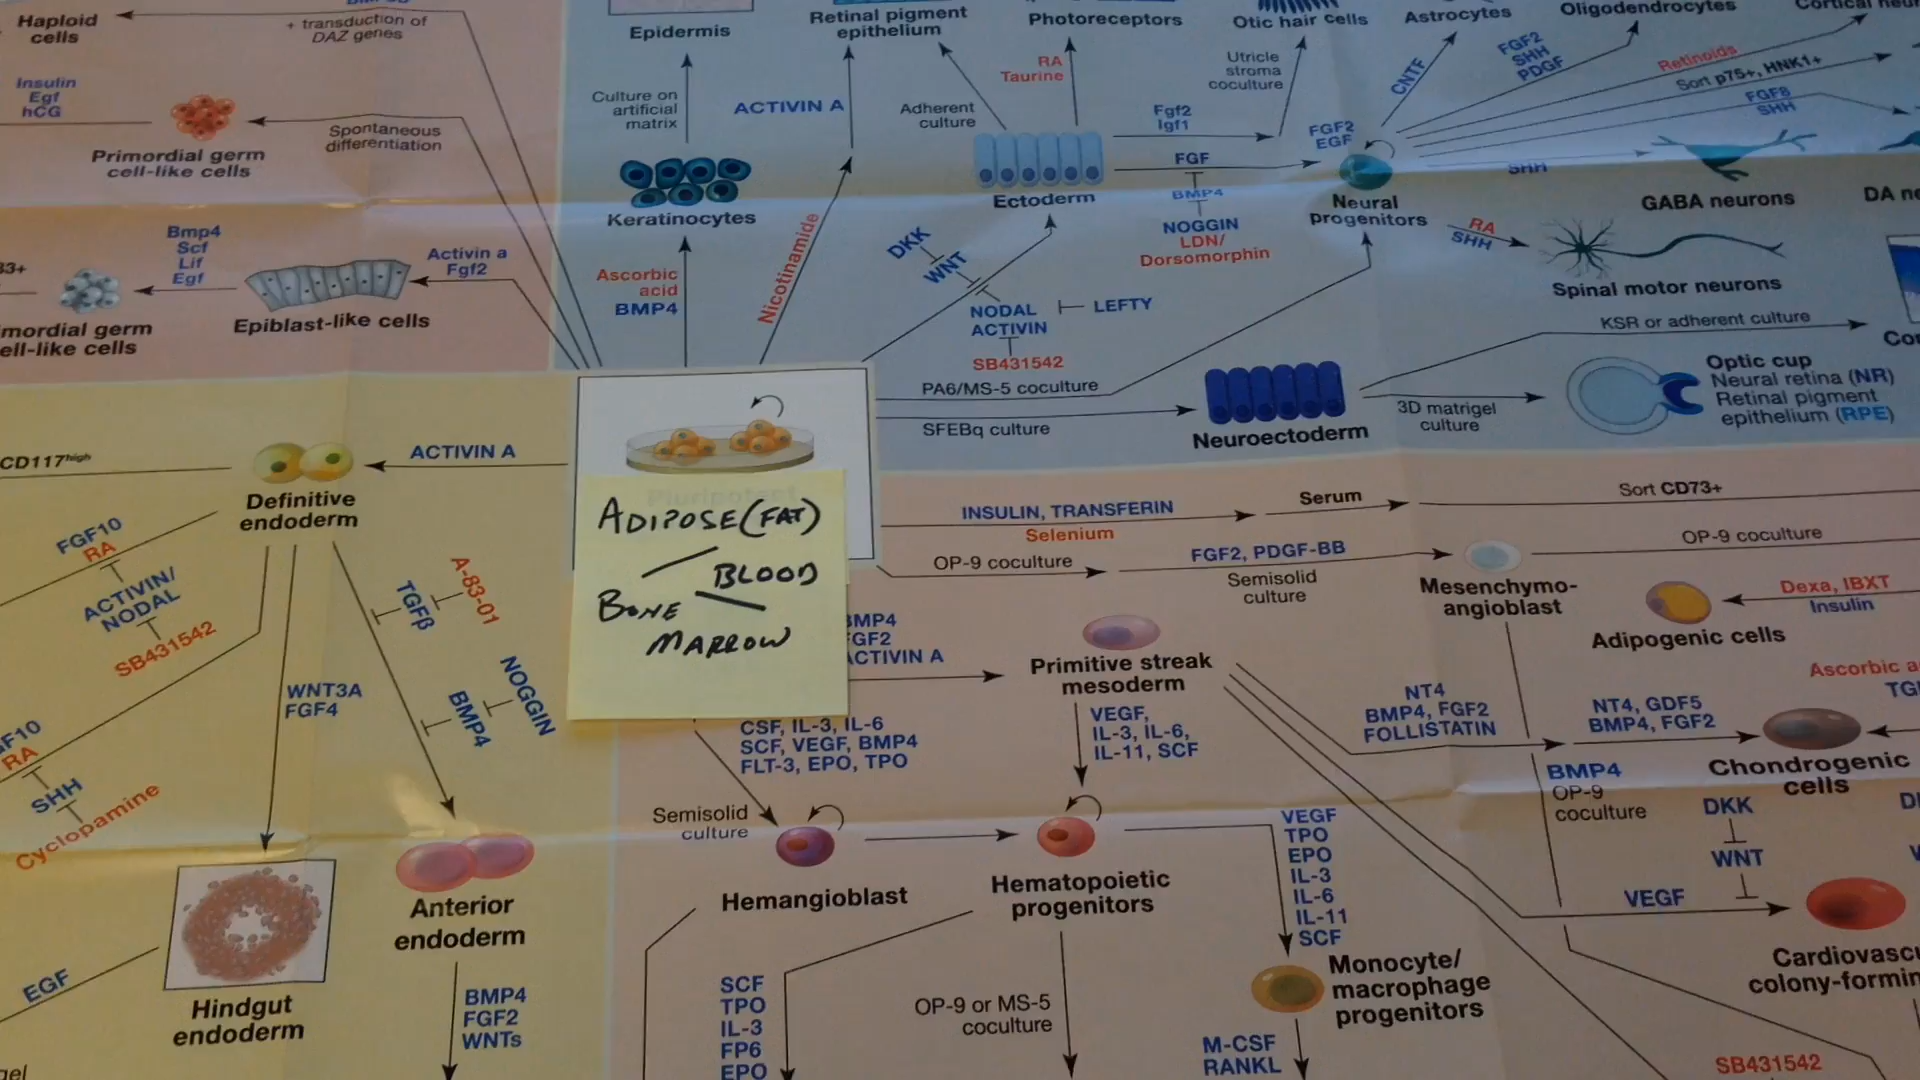 Haploid
cells
+ transduction of
DAZ genes
Insulin
Egf
hCG
Primordial germ
cell-like cells
Spontaneous
differentiation
Bmp4
Scf
Lif
Egf
Activin a
Fgf2
Epiblast-like cells
mordial germ
ell-like cells
Epidermis
Culture on
artificial
matrix
Keratinocytes
Ascorbic
acid
BMP4
Retinal pigment
epithelium
ACTIVIN A
Nicotinamide
Adherent
culture
Photoreceptors
RA
Taurine
Ectoderm
Otic hair cells
Utricle
stroma
coculture
Fgf2
Igf1
FGF
BMP4
NOGGIN
LDN/
Dorsomorphin
DKK
WNT
NODAL
ACTIVIN
LEFTY
SB431542
PA6/MS-5 coculture
SFEBq culture
Astrocytes
CNTF
FGF2
EGF
Neural
progenitors
Oligodendrocytes
FGF2
SHH
PDGF
Retinoids
Sort p75+, HNK1+
FGF8
SHH
SHH
GABA neurons
RA
SHH
Spinal motor neurons
KSR or adherent culture
Neuroectoderm
3D matrigel
culture
Optic cup
Neural retina (NR)
Retinal pigment
epithelium (RPE)
CD117high
Definitive
endoderm
ACTIVIN A
FGF10
RA
ACTIVIN/
NODAL
SB431542
RA
SHH
Cyclopamine
WNT3A
FGF4
TGFβ
A-83-01
BMP4
NOGGIN
Hindgut
endoderm
EGF
Anterior
endoderm
BMP4
FGF2
WNTs
Pluripotent
ADIPOSE (FAT)
BLOOD
BONE
MARROW
INSULIN, TRANSFERIN
Selenium
Serum
Sort CD73+
OP-9 coculture
FGF2, PDGF-BB
Semisolid
culture
OP-9 coculture
Mesenchymo-
angioblast
Adipogenic cells
Dexa, IBXT
Insulin
BMP4
FGF2
ACTIVIN A
Primitive streak
mesoderm
CSF, IL-3, IL-6
SCF, VEGF, BMP4
FLT-3, EPO, TPO
VEGF,
IL-3, IL-6,
IL-11, SCF
NT4
BMP4, FGF2
FOLLISTATIN
NT4, GDF5
BMP4, FGF2
Chondrogenic
cells
BMP4
OP-9
coculture
DKK
WNT
VEGF
Semisolid
culture
Hemangioblast
Hematopoietic
progenitors
VEGF
TPO
EPO
IL-3
IL-6
IL-11
SCF
Monocyte/
macrophage
progenitors
M-CSF
RANKL
SCF
TPO
IL-3
FP6
EPO
OP-9 or MS-5
coculture
SB431542